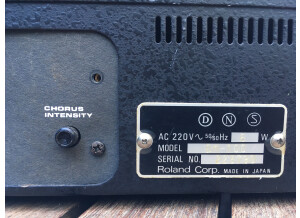 CHORUS
INTENSITY
D N S
AC 220V∿ 50/60Hz W
MODEL
SERIAL NO.
Roland Corp. MADE IN JAPAN